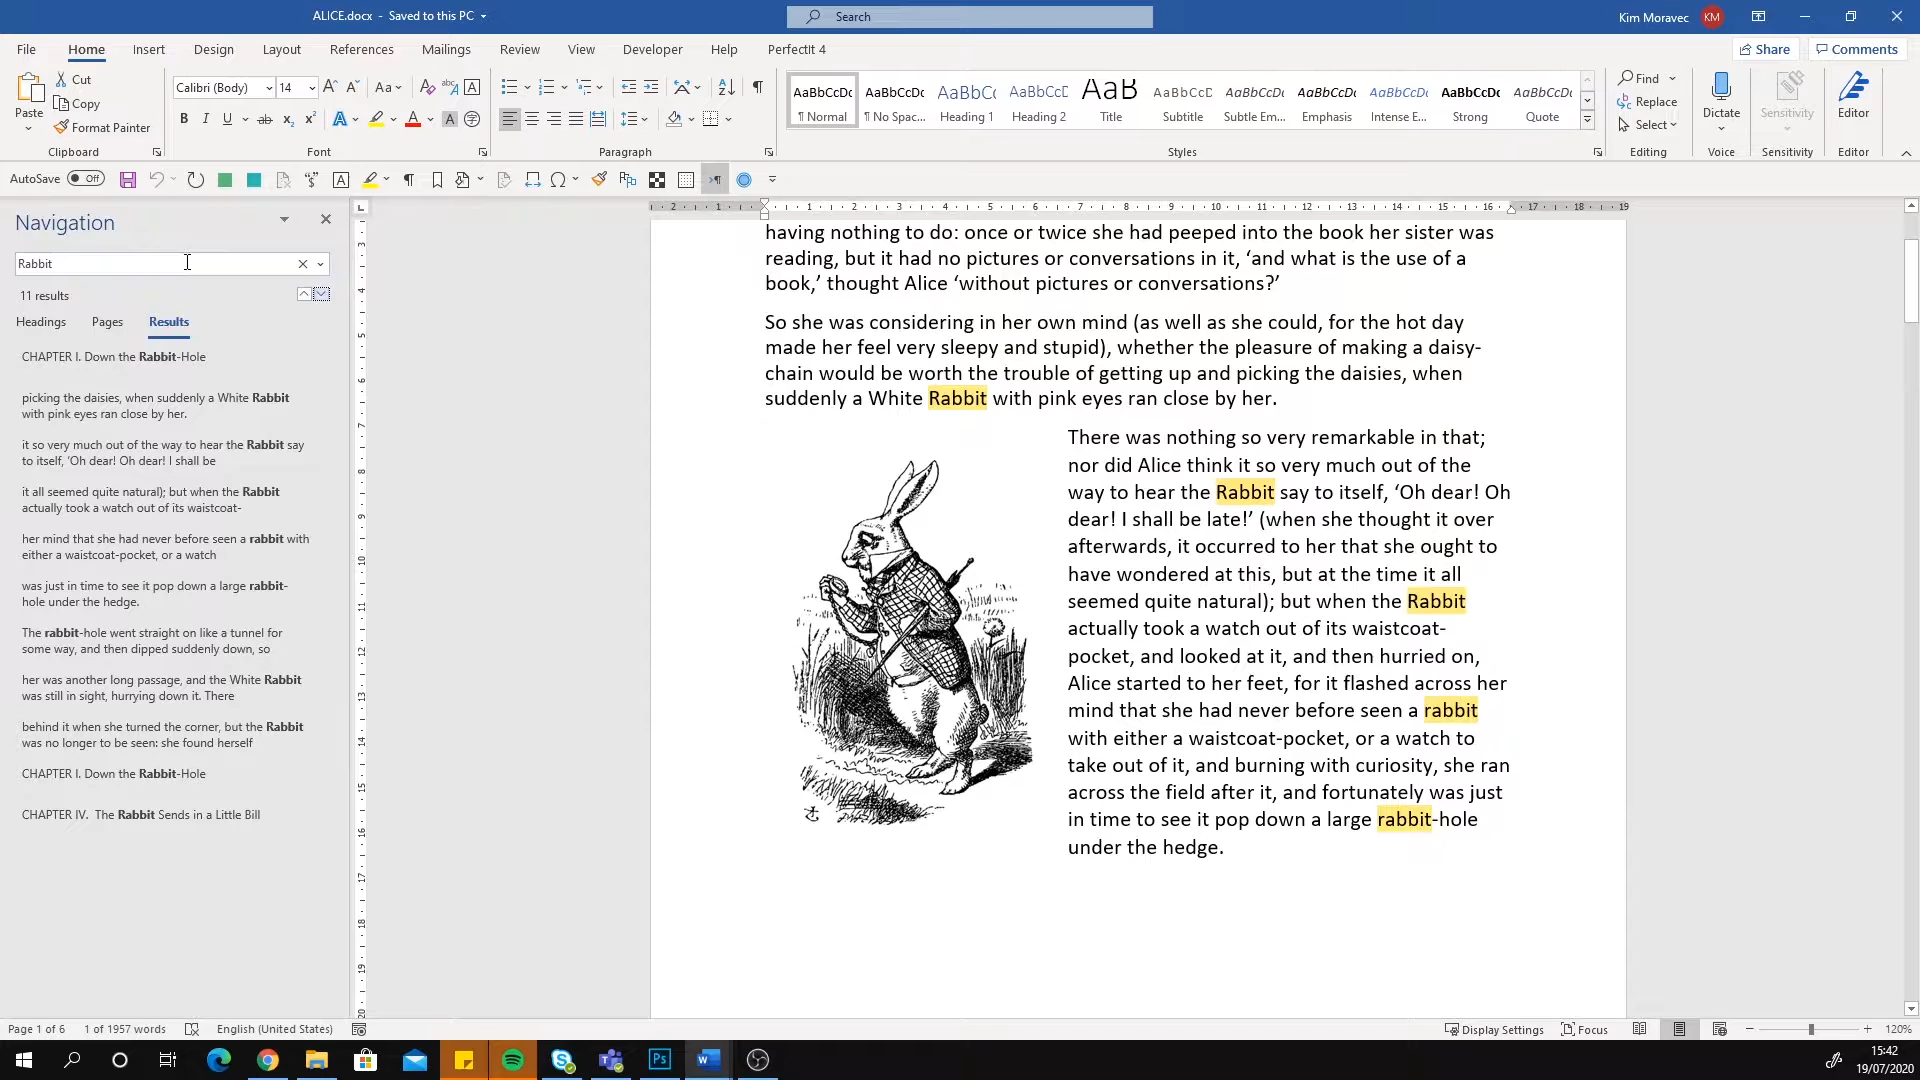 ALICE.docx - Saved to this PC
Search
Kim Moravec KM
File Home Insert Design Layout References Mailings Review View Developer Help PerfectIt 4 Share Comments
Paste
Cut
Copy
Format Painter
Calibri (Body) 14
AaBbCcDc AaBbCcDc AaBbC( AaBbCcE AaB AaBbCcD AaBbCcDc AaBbCcDc AaBbCcDc AaBbCcDc AaBbCcDc
¶ Normal ¶ No Spac... Heading 1 Heading 2 Title Subtitle Subtle Em... Emphasis Intense E... Strong Quote
Find
Replace
Select
Dictate
Sensitivity
Editor
Clipboard Font Paragraph Styles Editing Voice Sensitivity Editor
AutoSave Off
Navigation
Rabbit
11 results
Headings Pages Results
CHAPTER I. Down the Rabbit-Hole
picking the daisies, when suddenly a White Rabbit
with pink eyes ran close by her.
it so very much out of the way to hear the Rabbit say
to itself, ‘Oh dear! Oh dear! I shall be
it all seemed quite natural); but when the Rabbit
actually took a watch out of its waistcoat-
her mind that she had never before seen a rabbit with
either a waistcoat-pocket, or a watch
was just in time to see it pop down a large rabbit-
hole under the hedge.
The rabbit-hole went straight on like a tunnel for
some way, and then dipped suddenly down, so
her was another long passage, and the White Rabbit
was still in sight, hurrying down it. There
behind it when she turned the corner, but the Rabbit
was no longer to be seen: she found herself
CHAPTER I. Down the Rabbit-Hole
CHAPTER IV. The Rabbit Sends in a Little Bill
2 1 1 2 3 4 5 6 7 8 9 10 11 12 13 14 15 16 17 18 19
having nothing to do: once or twice she had peeped into the book her sister was
reading, but it had no pictures or conversations in it, ‘and what is the use of a
book,’ thought Alice ‘without pictures or conversations?’
So she was considering in her own mind (as well as she could, for the hot day
made her feel very sleepy and stupid), whether the pleasure of making a daisy-
chain would be worth the trouble of getting up and picking the daisies, when
suddenly a White Rabbit with pink eyes ran close by her.
There was nothing so very remarkable in that;
nor did Alice think it so very much out of the
way to hear the Rabbit say to itself, ‘Oh dear! Oh
dear! I shall be late!’ (when she thought it over
afterwards, it occurred to her that she ought to
have wondered at this, but at the time it all
seemed quite natural); but when the Rabbit
actually took a watch out of its waistcoat-
pocket, and looked at it, and then hurried on,
Alice started to her feet, for it flashed across her
mind that she had never before seen a rabbit
with either a waistcoat-pocket, or a watch to
take out of it, and burning with curiosity, she ran
across the field after it, and fortunately was just
in time to see it pop down a large rabbit-hole
under the hedge.
Page 1 of 6 1 of 1957 words English (United States) Display Settings Focus 120%
15:42
19/07/2020